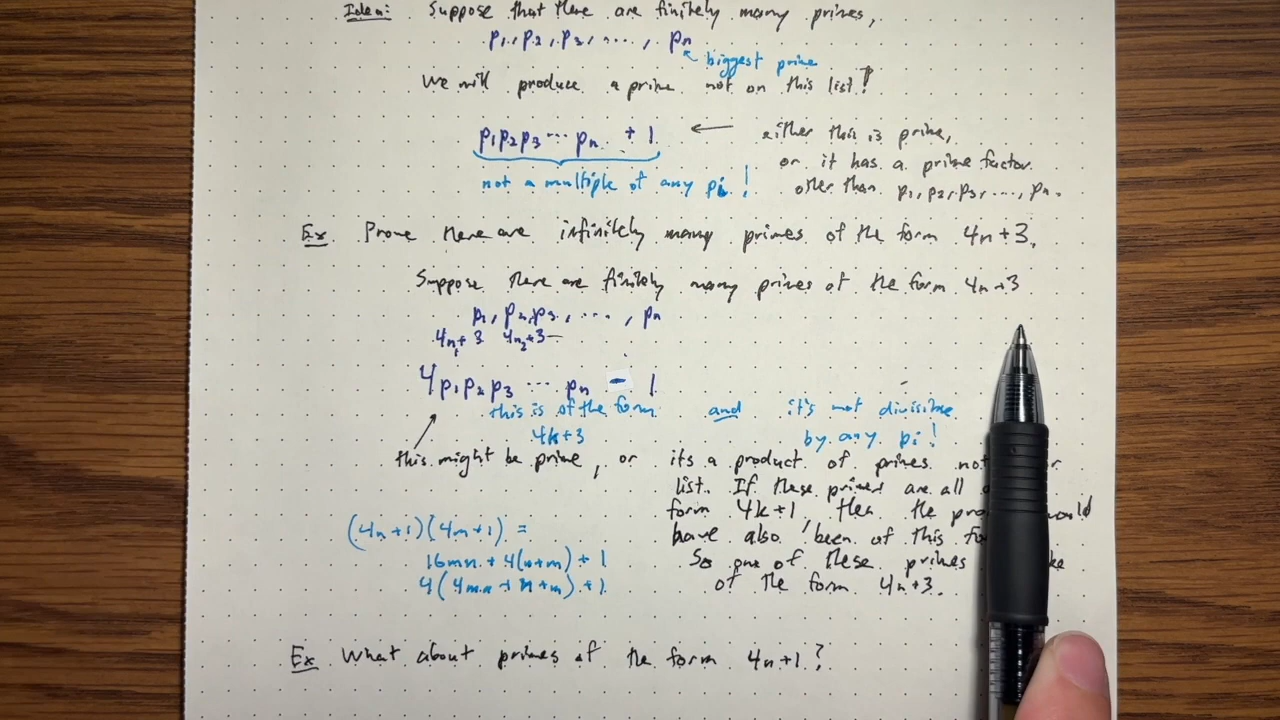 Idea: Suppose that there are finitely many primes,
p₁, p₂, p₃, ..., pₙ
biggest prime
We will produce a prime not on this list!
p₁p₂p₃ ... pₙ + 1 ← either this is prime,
or it has a prime factor
not a multiple of any pᵢ! other than p₁, p₂, p₃, ..., pₙ.
Ex Prove there are infinitely many primes of the form 4n+3.
Suppose there are finitely many primes of the form 4n+3
p₁, p₂, p₃, ..., pₙ
4n₁+3 4n₂+3
4p₁p₂p₃ ... pₙ - 1
this is of the form and it's not divisible
4k+3 by any pᵢ!
this might be prime, or its a product of primes not
list. If these primes are all
form 4k+1, then the
have also been of this
So one of these primes
of the form 4n+3.
(4n+1)(4m+1) =
16mn + 4(n+m) + 1
4(4mn + n+m) + 1
Ex What about primes of the form 4n+1?